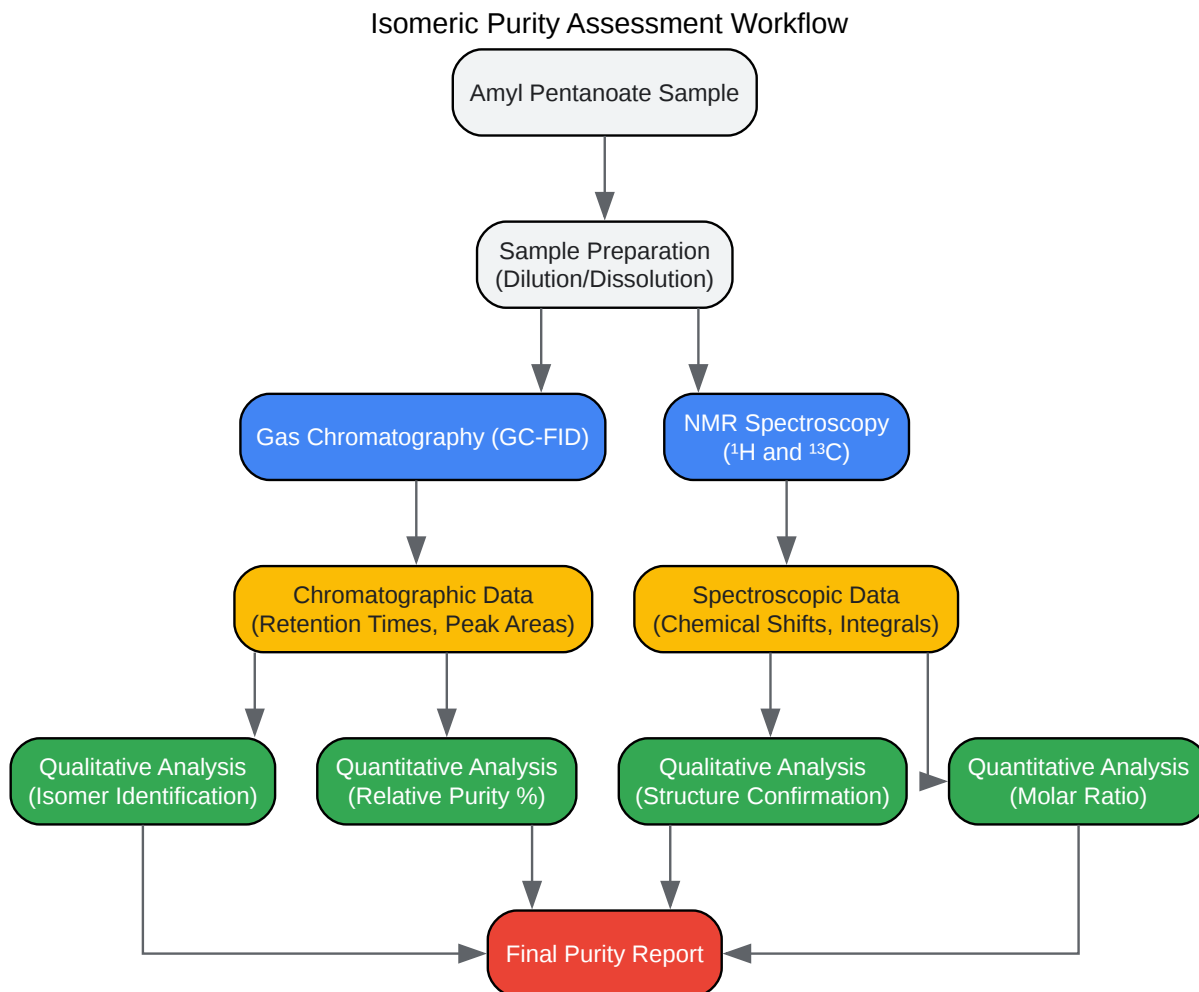 Isomeric Purity Assessment Workflow
Amyl Pentanoate Sample
Sample Preparation
(Dilution/Dissolution)
Gas Chromatography (GC-FID)
NMR Spectroscopy
(¹H and ¹³C)
Chromatographic Data
(Retention Times, Peak Areas)
Spectroscopic Data
(Chemical Shifts, Integrals)
Qualitative Analysis
(Isomer Identification)
Quantitative Analysis
(Relative Purity %)
Qualitative Analysis
(Structure Confirmation)
Quantitative Analysis
(Molar Ratio)
Final Purity Report